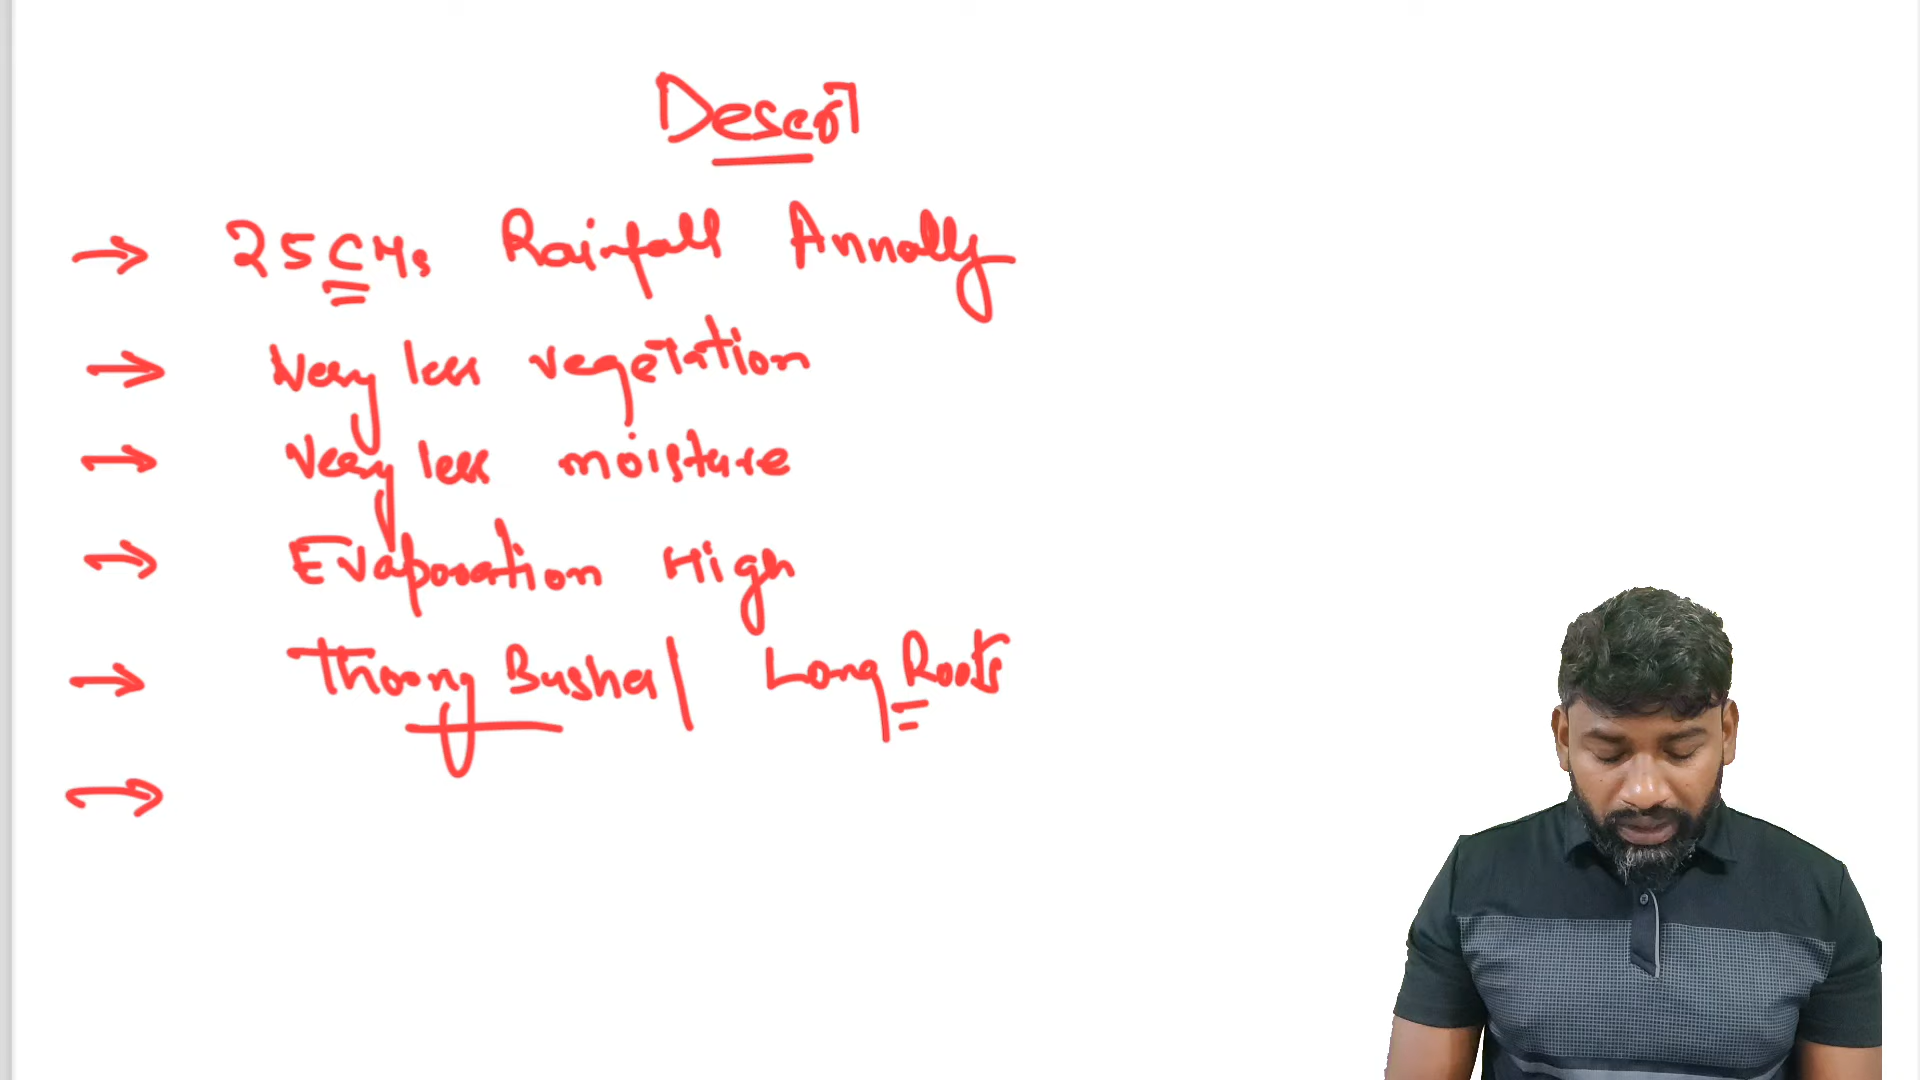 Desert
→ 25 CMs Rainfall Annally
→ Very less vegetation
→ Very less moisture
→ Evaporation High
→ Thorny Bushes / Long Roots
→